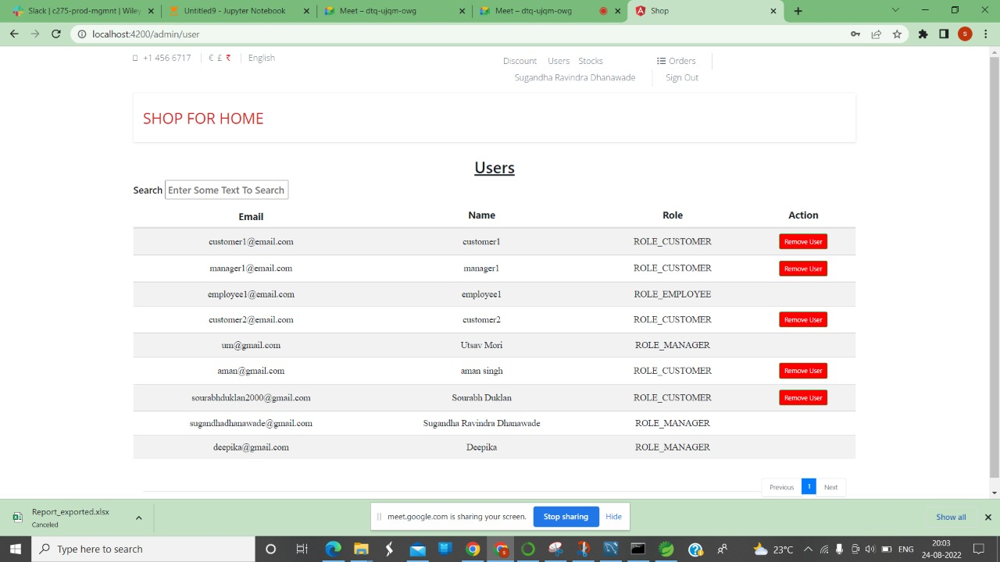 Slack | c275-prod-mgmnt | Wiley
Untitled9 - Jupyter Notebook
Meet – dtq-ujqm-owg
Meet – dtq-ujqm-owg
Shop
localhost:4200/admin/user
S
+1 456 6717
€ £ ₹
English
Discount Users Stocks
Orders
Sugandha Ravindra Dhanawade
Sign Out
SHOP FOR HOME
Users
Search Enter Some Text To Search
Email Name Role Action
customer1@email.com customer1 ROLE_CUSTOMER Remove User
manager1@email.com manager1 ROLE_CUSTOMER Remove User
employee1@email.com employee1 ROLE_EMPLOYEE
customer2@email.com customer2 ROLE_CUSTOMER Remove User
um@gmail.com Utsav Mori ROLE_MANAGER
aman@gmail.com aman singh ROLE_CUSTOMER Remove User
sourabhduklan2000@gmail.com Sourabh Duklan ROLE_CUSTOMER Remove User
sugandhadhanawade@gmail.com Sugandha Ravindra Dhanawade ROLE_MANAGER
deepika@gmail.com Deepika ROLE_MANAGER
Previous 1 Next
Report_exported.xlsx
Canceled
meet.google.com is sharing your screen. Stop sharing Hide
Show all
Type here to search
23°C
20:03
24-08-2022